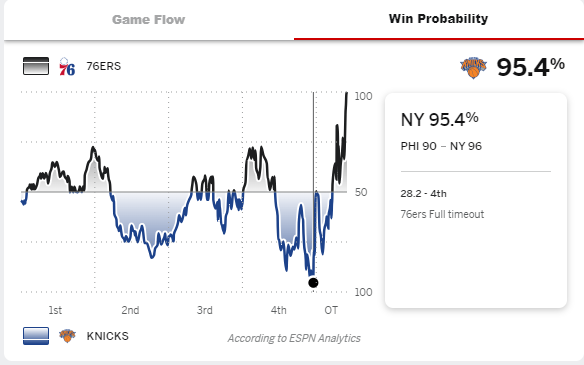 Game Flow
Win Probability
76 76ERS
95.4%
100
50
100
1st 2nd 3rd 4th OT
KNICKS
According to ESPN Analytics
NY 95.4%
PHI 90 – NY 96
28.2 - 4th
76ers Full timeout